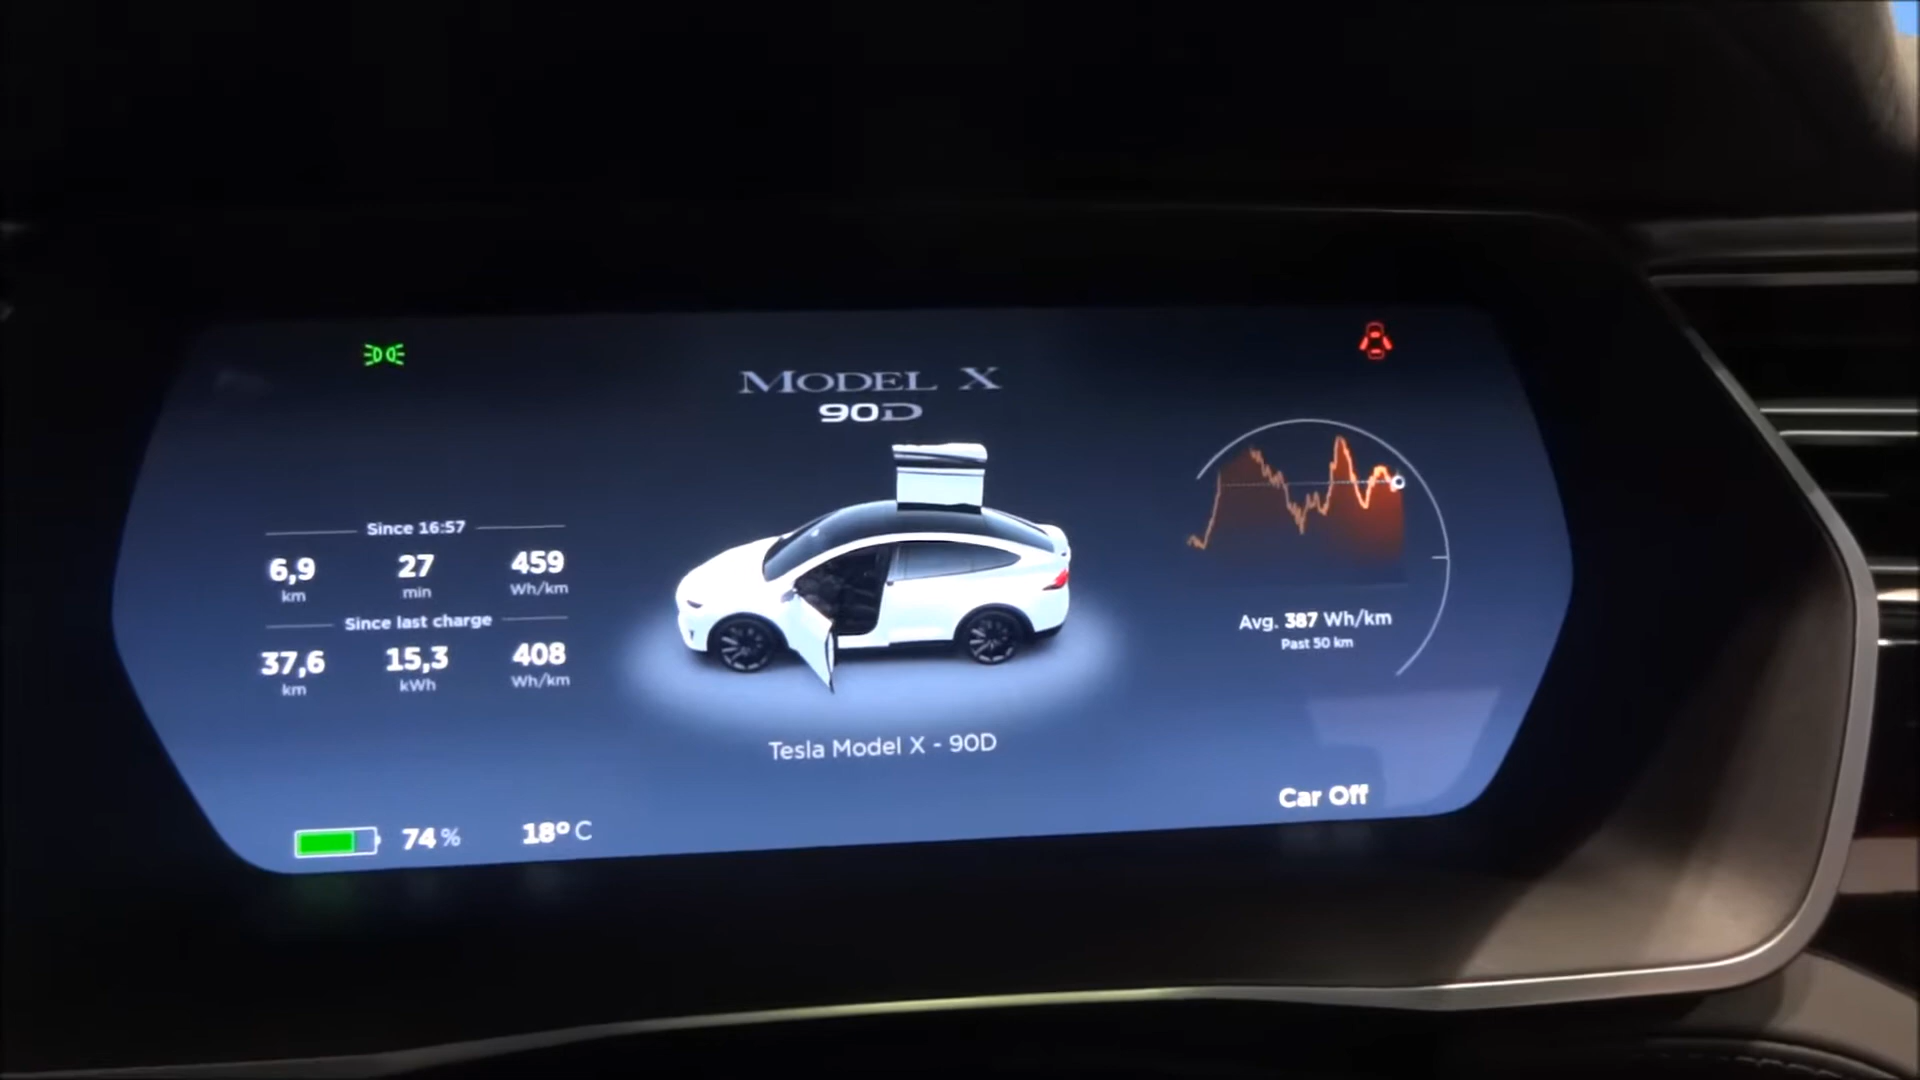 MODEL X
90D
Since 16:57
6,9 27 459
km min Wh/km
Since last charge
37,6 15,3 408
km kWh Wh/km
Avg. 387 Wh/km
Past 50 km
Tesla Model X - 90D
Car Off
74 % 18° C